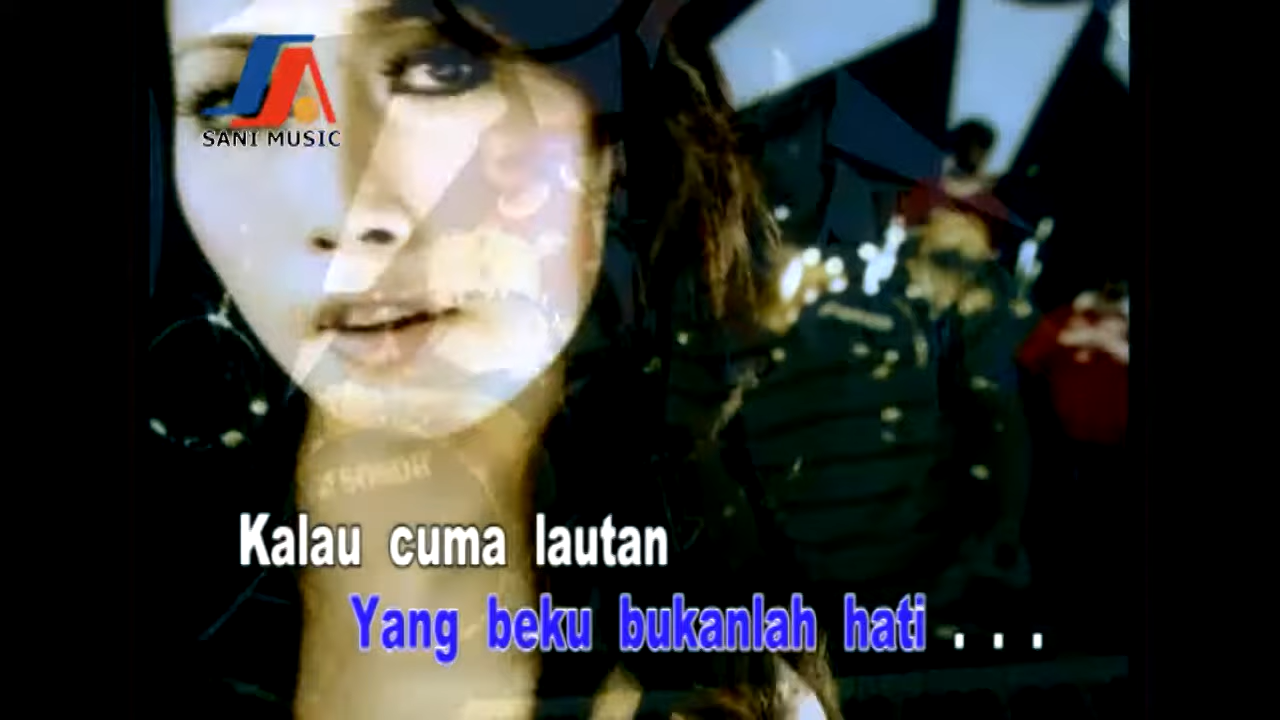 SANI MUSIC
Kalau cuma lautan
Yang beku bukanlah hati . . .